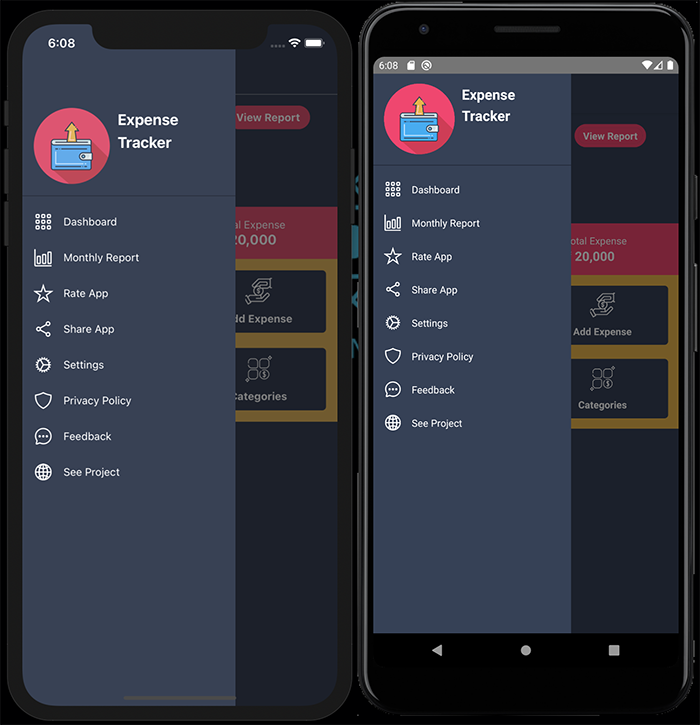 6:08
Expense
Tracker
View Report
Dashboard
Monthly Report
Rate App
Share App
Settings
Privacy Policy
Feedback
See Project
al Expense
20,000
dd Expense
ategories
6:08
Expense
Tracker
View Report
Dashboard
Monthly Report
Rate App
Share App
Settings
Privacy Policy
Feedback
See Project
otal Expense
20,000
Add Expense
Categories